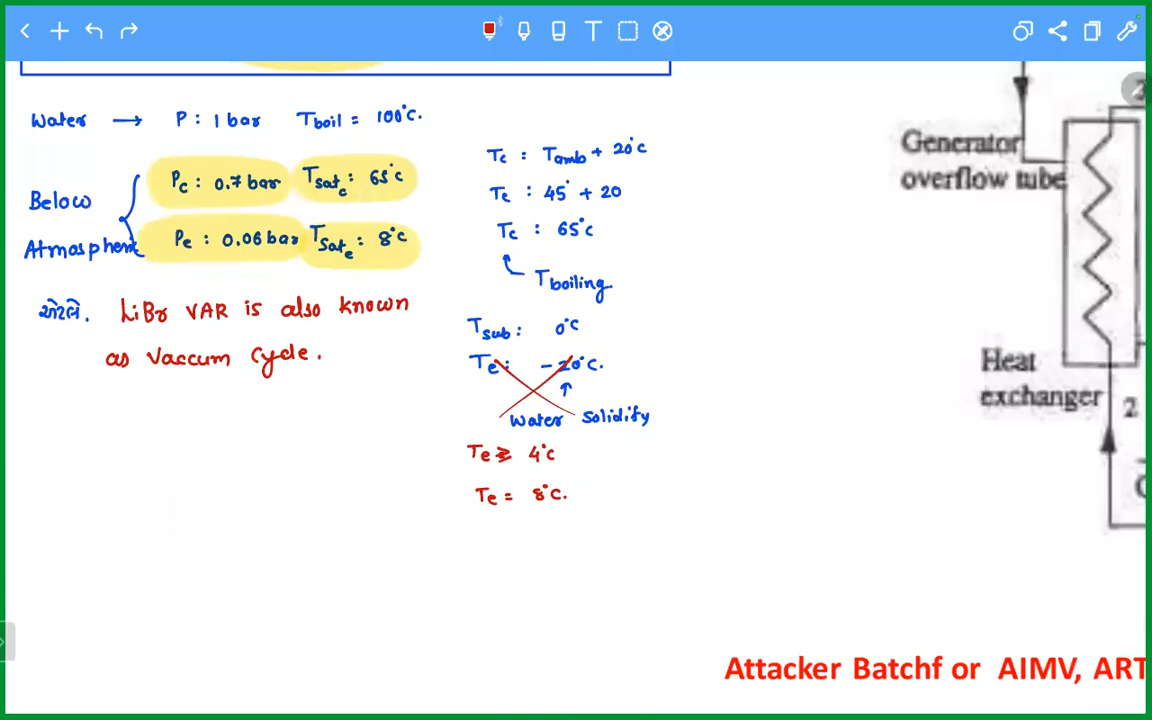 Water → P : 1 bar Tboil = 100°C.
Below Atmospheric
Pc : 0.7 bar Tsatc : 65°C
Pe : 0.06 bar Tsate : 8°C
એટલે. LiBr VAR is also known
as Vaccum Cycle.
Tc : Tamb + 20°C
Tc : 45° + 20
Tc : 65°C
Tboiling
Tsub : 0°C
Te : -20°C.
Water Solidify
Te ≥ 4°C
Te = 8°C.
Generator
overflow tube
Heat
exchanger
2
Attacker Batchf or AIMV, ART